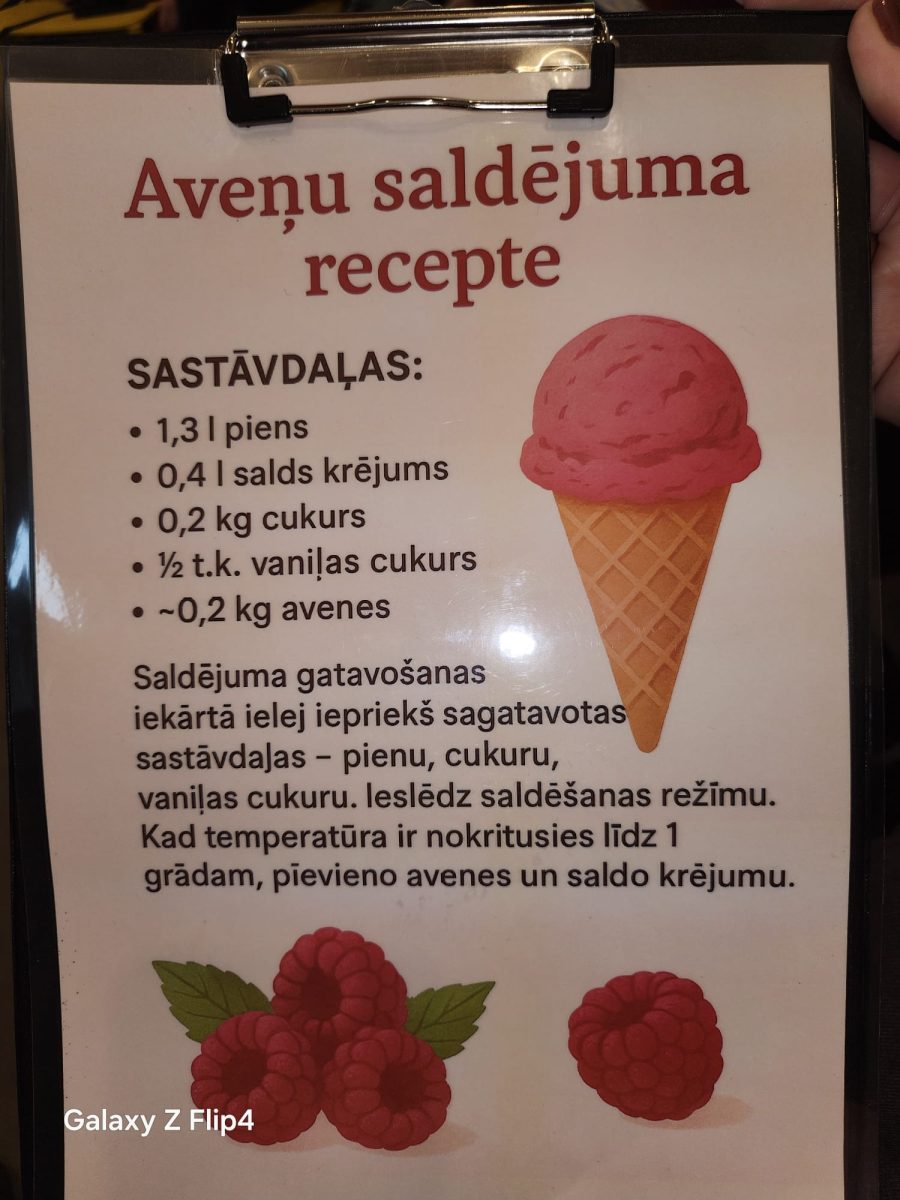 Aveņu saldējuma
recepte
SASTĀVDAĻAS:
• 1,3 l piens
• 0,4 l salds krējums
• 0,2 kg cukurs
• ½ t.k. vaniļas cukurs
• ~0,2 kg avenes
Saldējuma gatavošanas
iekārtā ielej iepriekš sagatavotas
sastāvdaļas – pienu, cukuru,
vaniļas cukuru. Ieslēdz saldēšanas režīmu.
Kad temperatūra ir nokritusies līdz 1
grādam, pīevieno avenes un saldo krējumu.
Galaxy Z Flip4